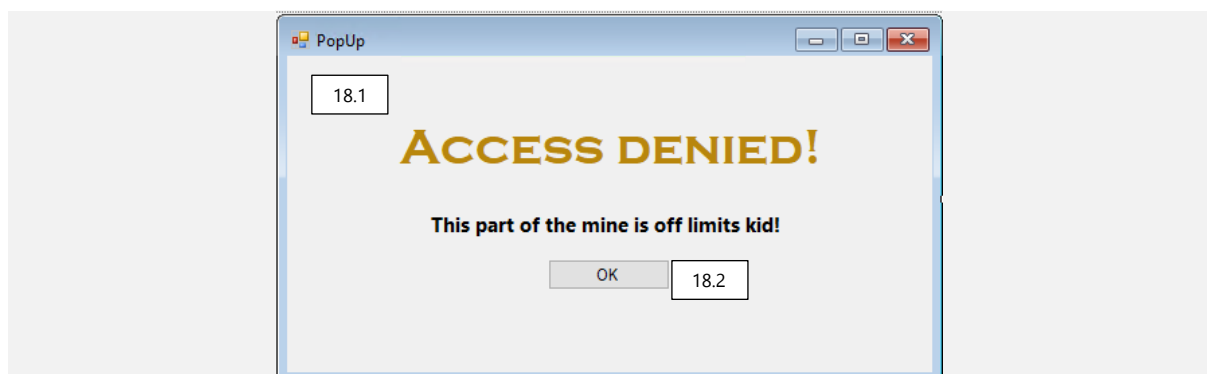 PopUp
18.1
ACCESS DENIED!
This part of the mine is off limits kid!
OK
18.2